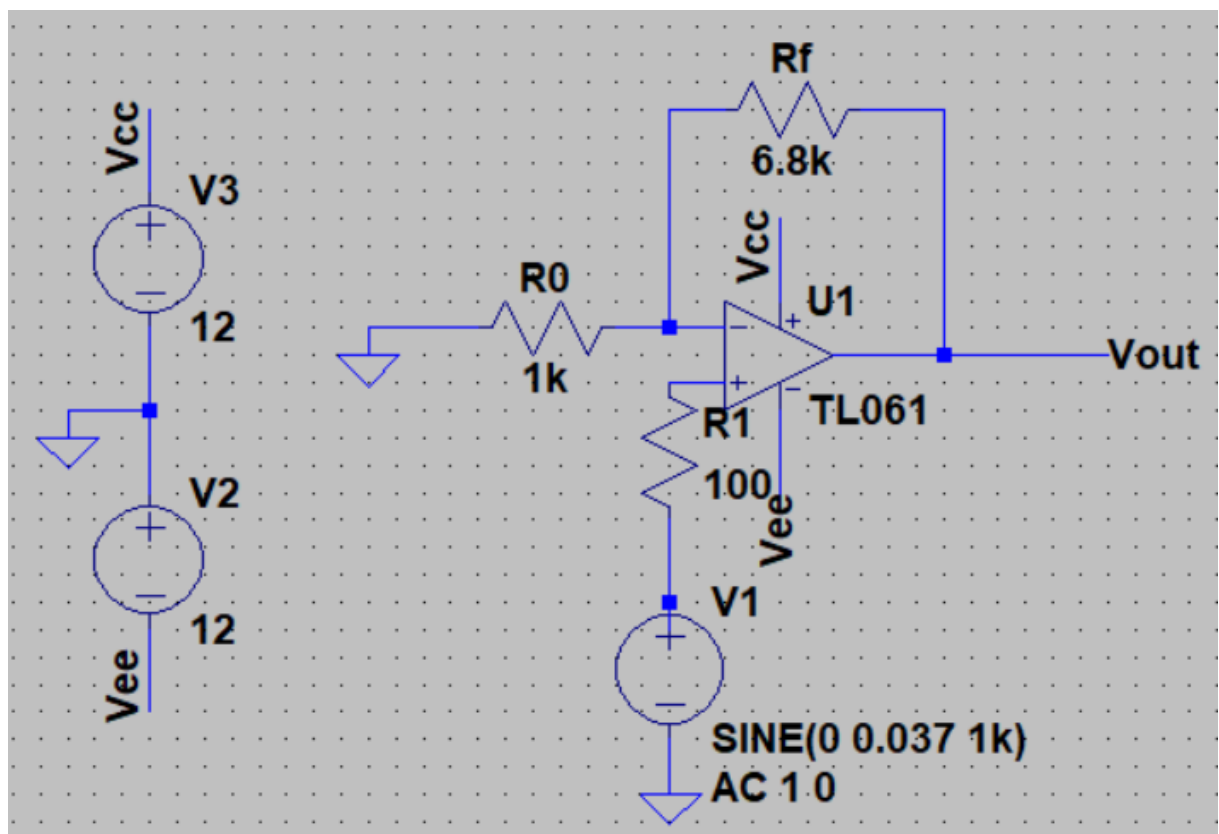 Vcc
V3
12
V2
12
Vee
Rf
6.8k
Vcc
R0
1k
U1
Vout
TL061
R1
100
Vee
V1
SINE(0 0.037 1k)
AC 1 0